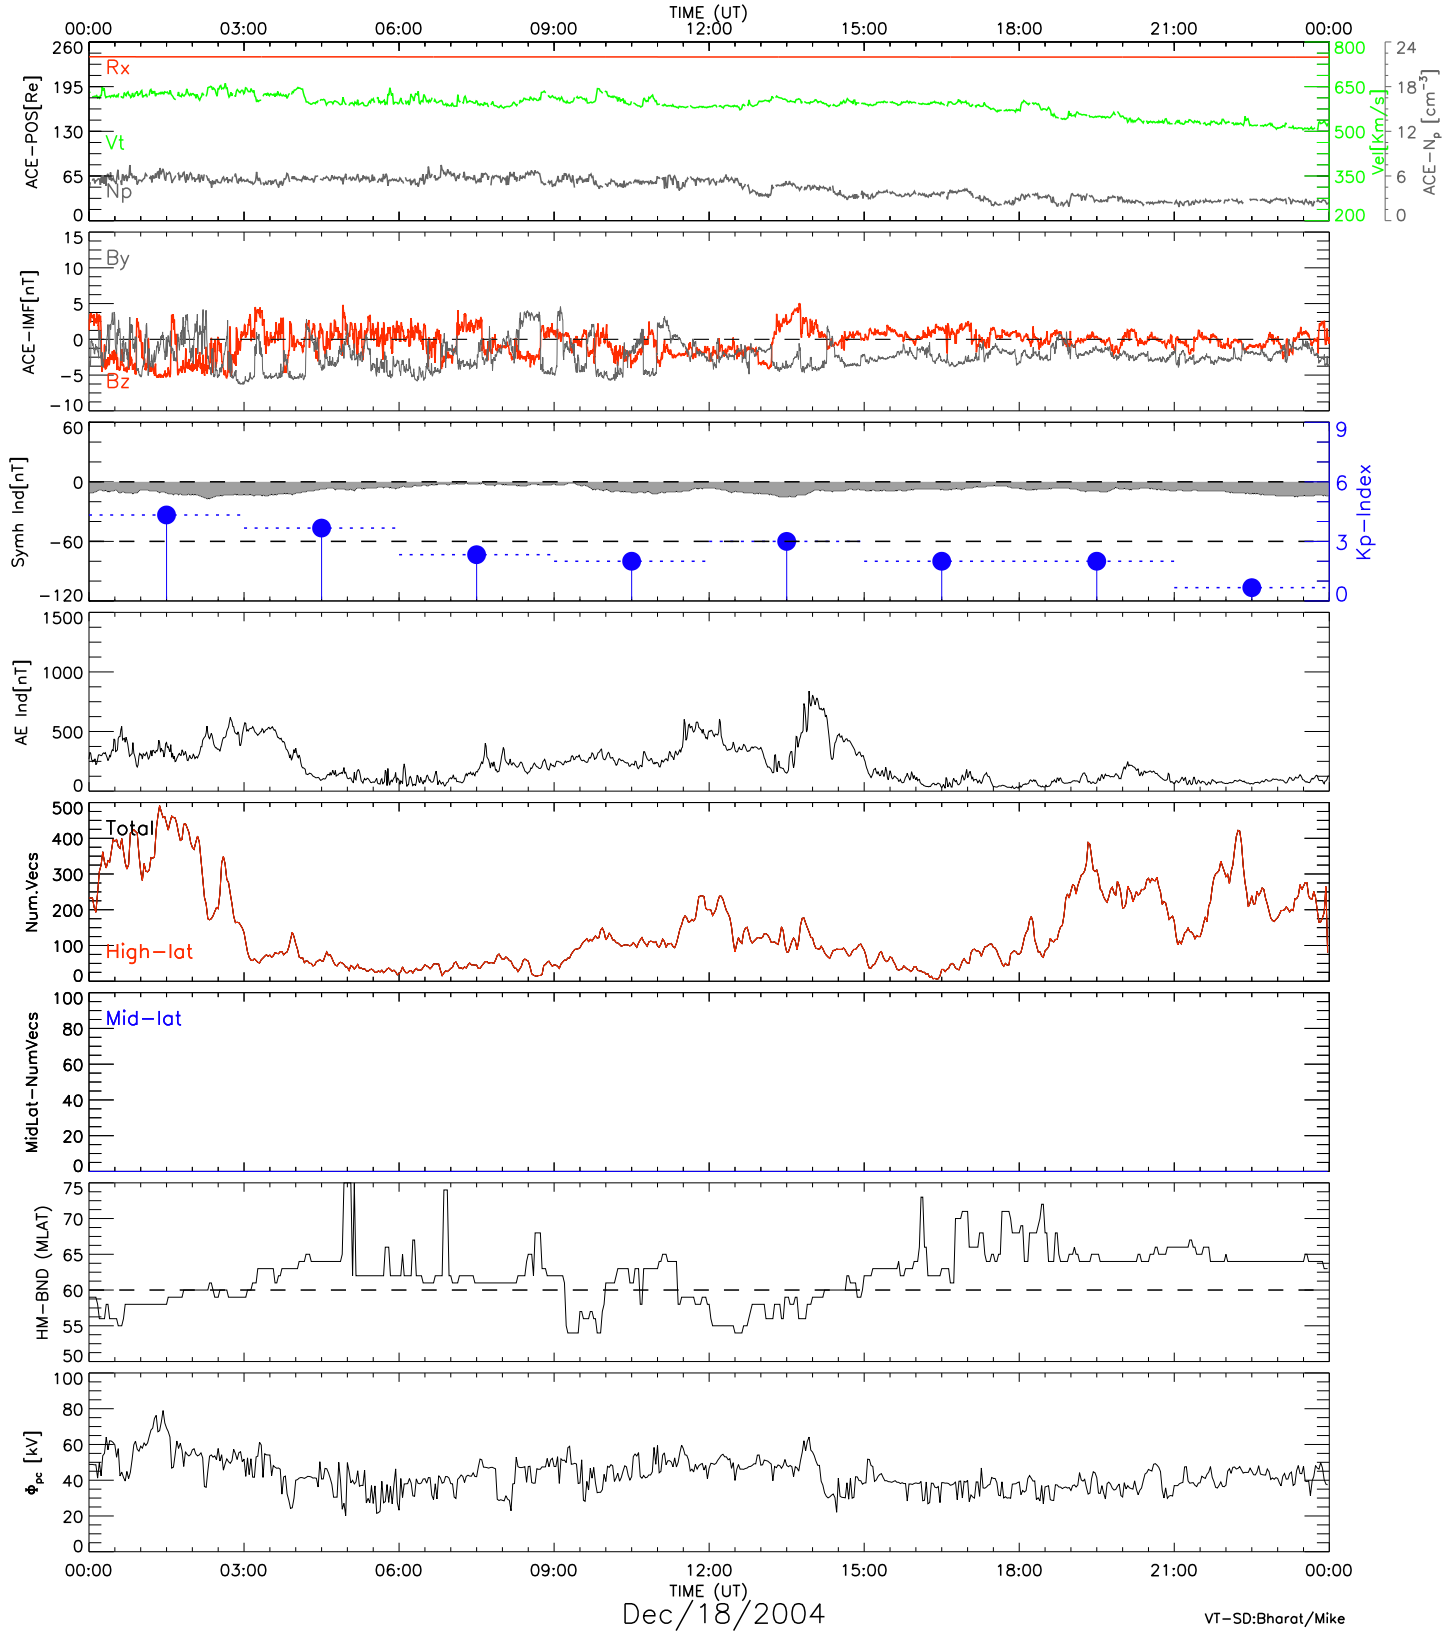 TIME (UT)
00:00 03:00 06:00 09:00 12:00 15:00 18:00 21:00 00:00
ACE-POS[Re]
260
195
130
65
0
Rx
Vt
Np
800
650
500
350
200
Vel[Km/s]
24
18
12
6
0
ACE-Np [cm-3]
ACE-IMF[nT]
15
10
5
0
-5
-10
By
Bz
Symh Ind[nT]
60
0
-60
-120
9
6
3
0
Kp-Index
AE Ind[nT]
1500
1000
500
0
Num.Vecs
500
400
300
200
100
0
Total
High-lat
MidLat-NumVecs
100
80
60
40
20
0
Mid-lat
HM-BND (MLAT)
75
70
65
60
55
50
Φpc [kV]
100
80
60
40
20
0
00:00 03:00 06:00 09:00 12:00 15:00 18:00 21:00 00:00
TIME (UT)
Dec/18/2004
VT-SD:Bharat/Mike